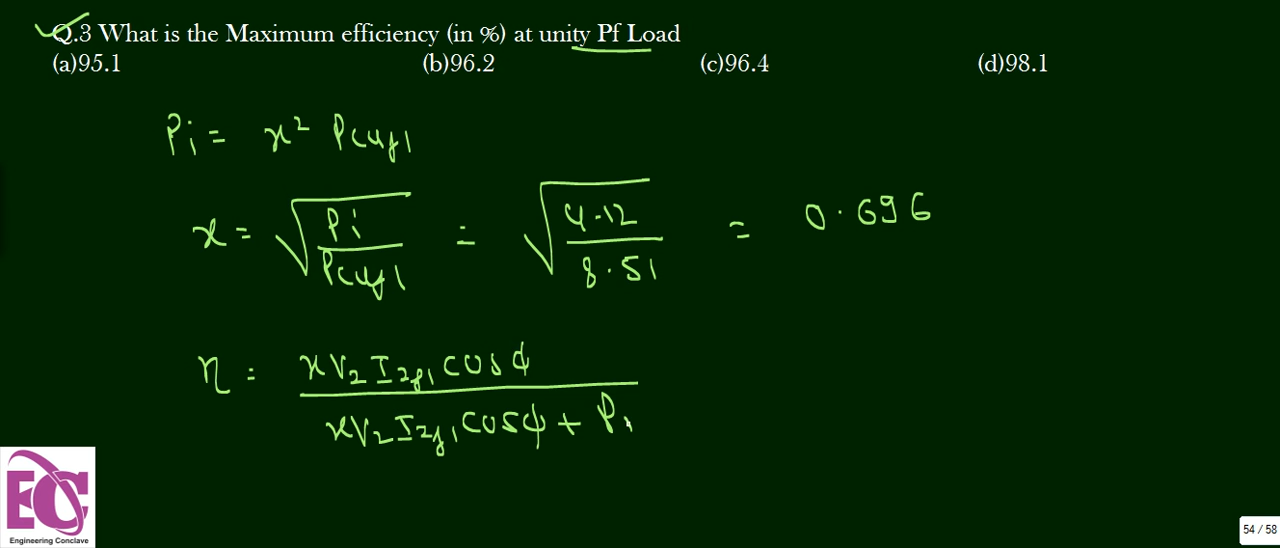 Q.3 What is the Maximum efficiency (in %) at unity Pf Load
(a)95.1 (b)96.2 (c)96.4 (d)98.1
Pi = x² Pcufl
x = √(Pi / Pcufl) = √(4.12 / 8.51) = 0.696
η = xV₂I₂fl cosφ / xV₂I₂fl cosφ + Pi
EC
Engineering Conclave
54 / 58